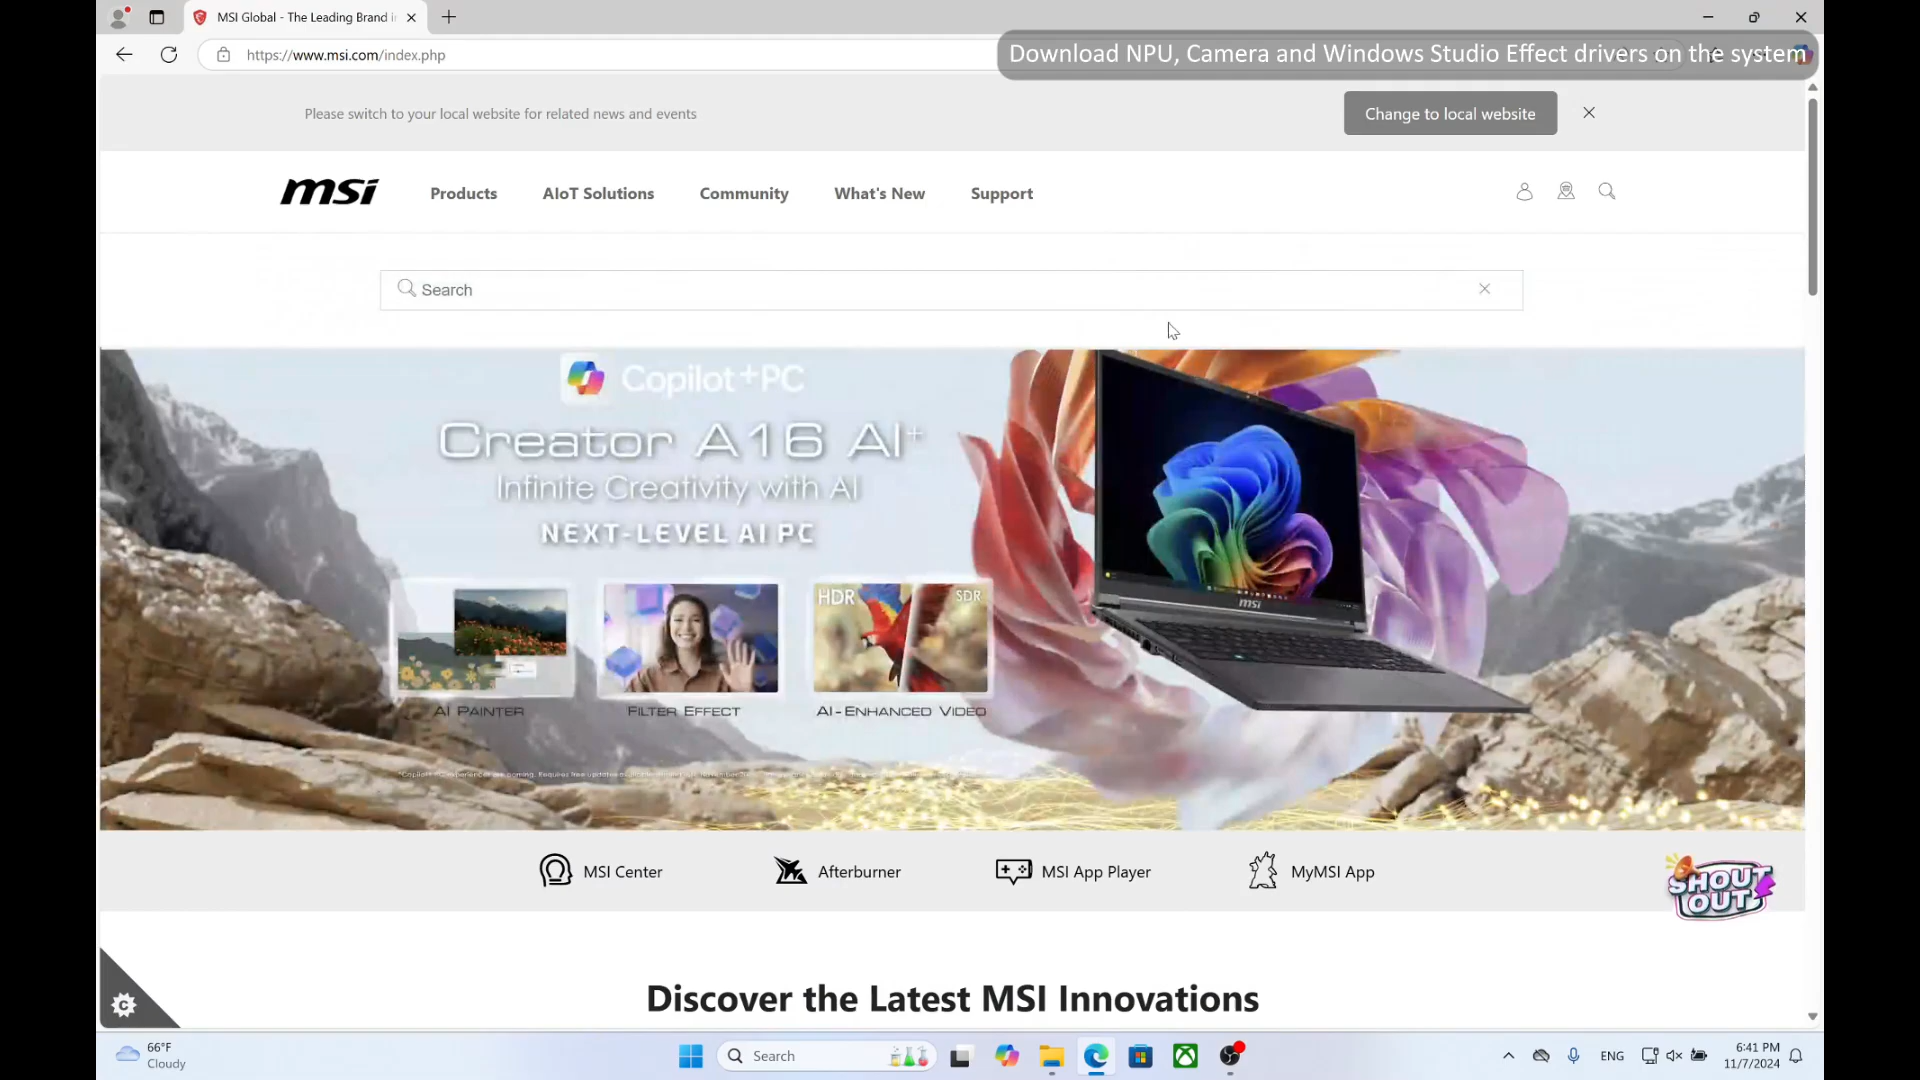 MSI Global - The Leading Brand i
https://www.msi.com/index.php
Download NPU, Camera and Windows Studio Effect drivers on the system
Please switch to your local website for related news and events
Change to local website
msi
Products
AIoT Solutions
Community
What's New
Support
Search
Copilot+PC
Creator A16 AI+
Infinite Creativity with AI
NEXT-LEVEL AI PC
HDR
SDR
msi
AI PAINTER
FILTER EFFECT
AI-ENHANCED VIDEO
MSI Center
Afterburner
MSI App Player
MyMSI App
SHOUT OUT
Discover the Latest MSI Innovations
66°F
Cloudy
Search
ENG
6:41 PM
11/7/2024